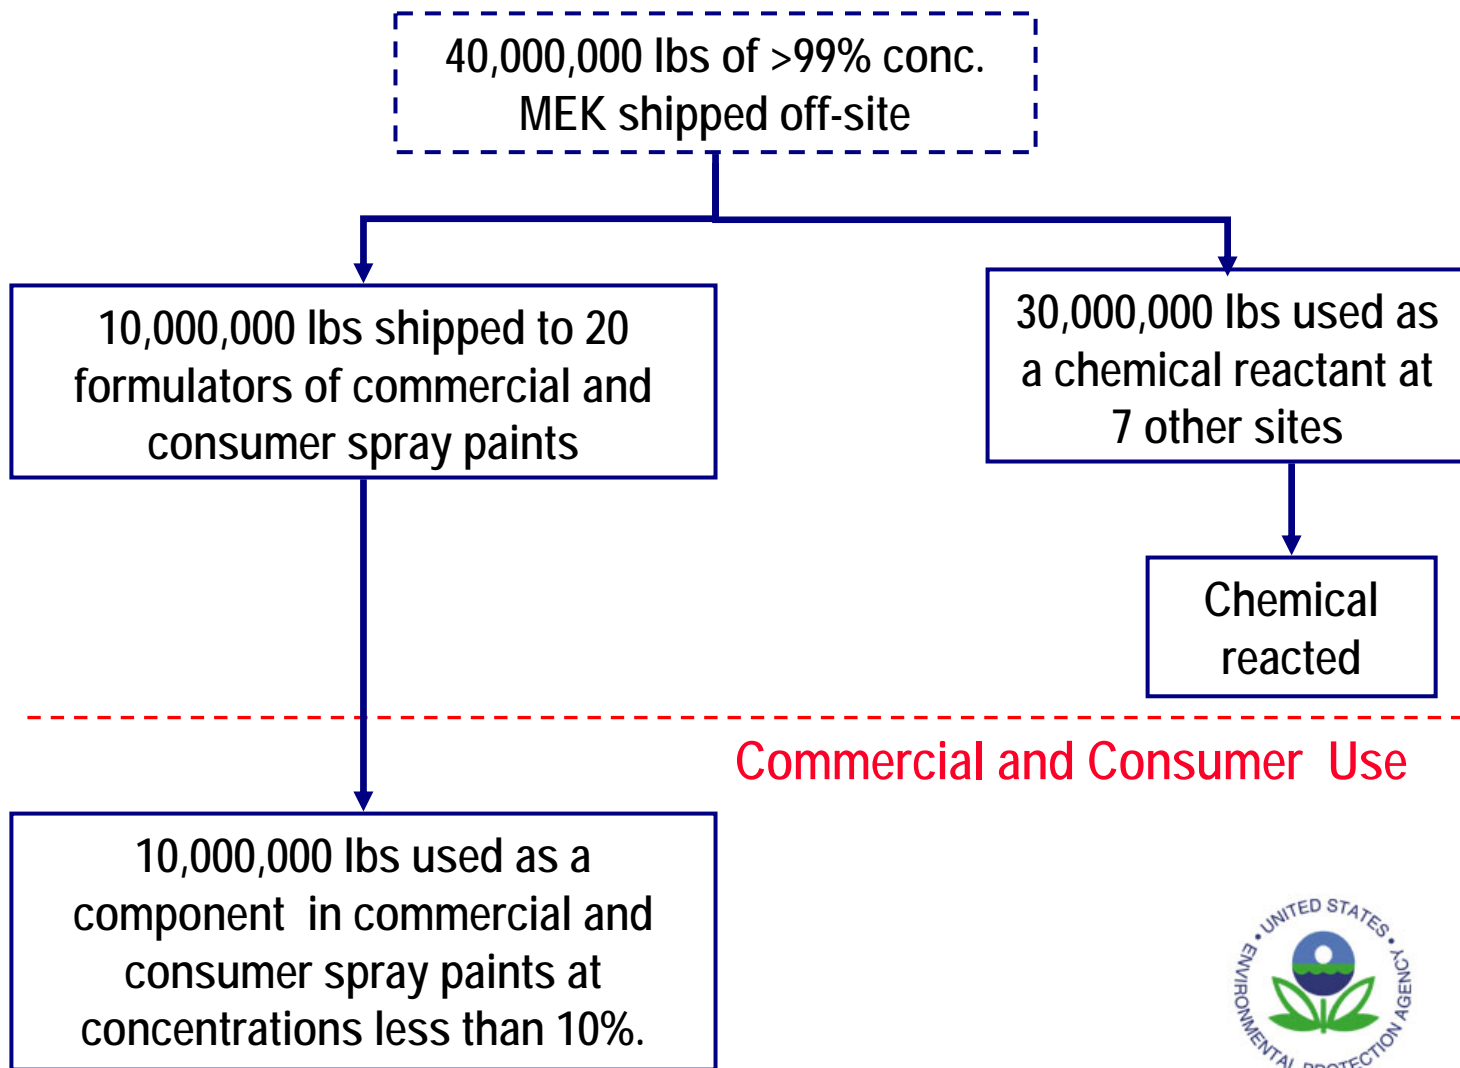 40,000,000 lbs of >99% conc.
MEK shipped off-site
10,000,000 lbs shipped to 20
formulators of commercial and
consumer spray paints
30,000,000 lbs used as
a chemical reactant at
7 other sites
Chemical
reacted
Commercial and Consumer Use
10,000,000 lbs used as a
component in commercial and
consumer spray paints at
concentrations less than 10%.
• UNITED STATES •
ENVIRONMENTAL PROTECTION AGENCY